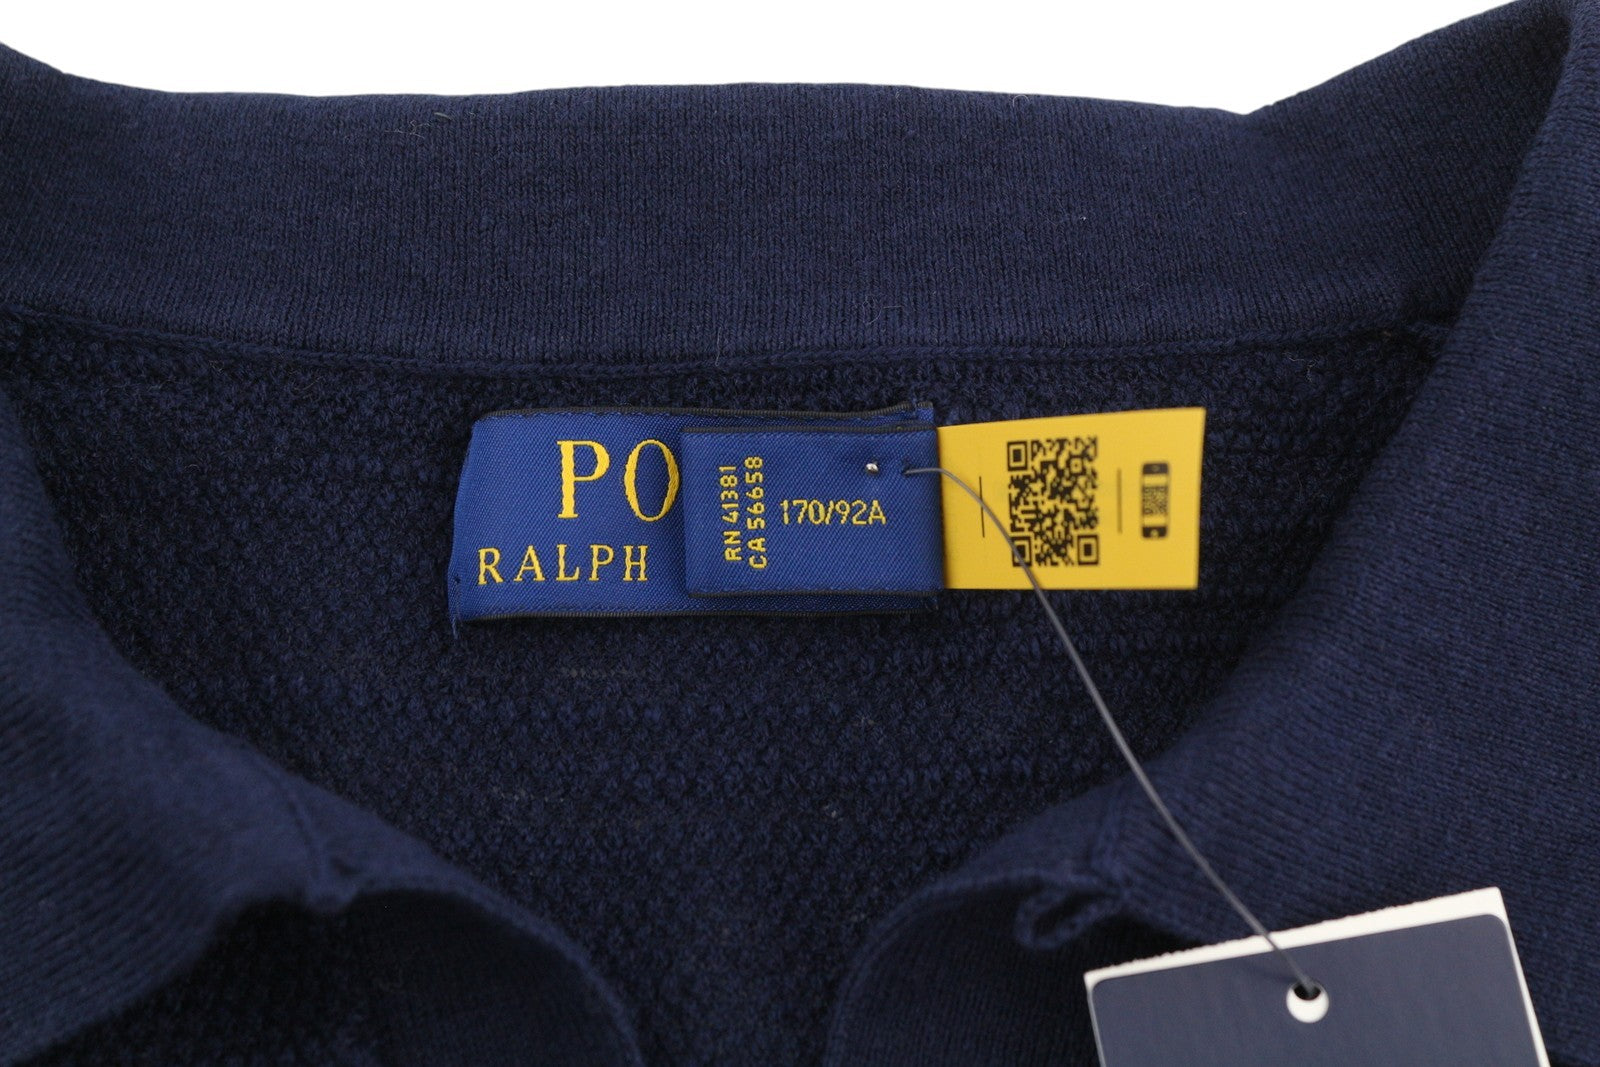 PO
RALPH
RN 41381
CA 56658
170/92A